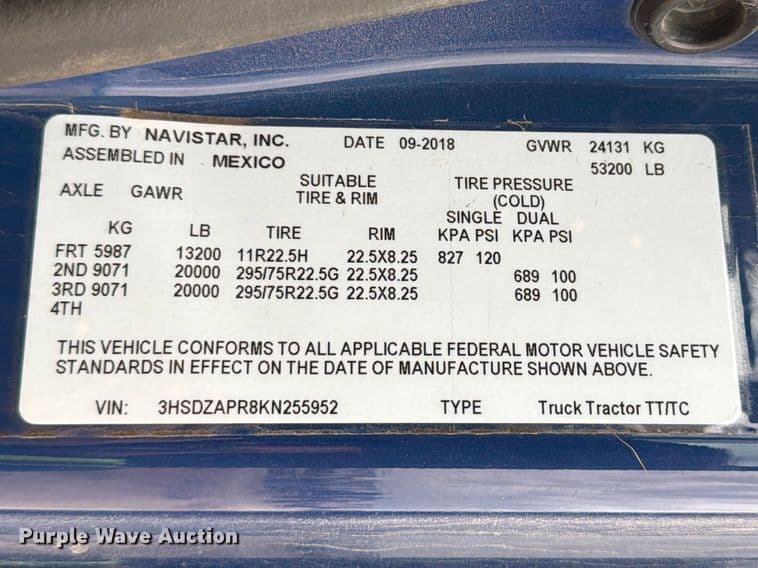 MFG. BY NAVISTAR, INC. DATE 09-2018 GVWR 24131 KG
ASSEMBLED IN MEXICO 53200 LB
AXLE GAWR SUITABLE TIRE PRESSURE
TIRE & RIM (COLD)
SINGLE DUAL
KG LB TIRE RIM KPA PSI KPA PSI
FRT 5987 13200 11R22.5H 22.5X8.25 827 120
2ND 9071 20000 295/75R22.5G 22.5X8.25 689 100
3RD 9071 20000 295/75R22.5G 22.5X8.25 689 100
4TH
THIS VEHICLE CONFORMS TO ALL APPLICABLE FEDERAL MOTOR VEHICLE SAFETY
STANDARDS IN EFFECT ON THE DATE OF MANUFACTURE SHOWN ABOVE.
VIN: 3HSDZAPR8KN255952 TYPE Truck Tractor TT/TC
Purple Wave Auction